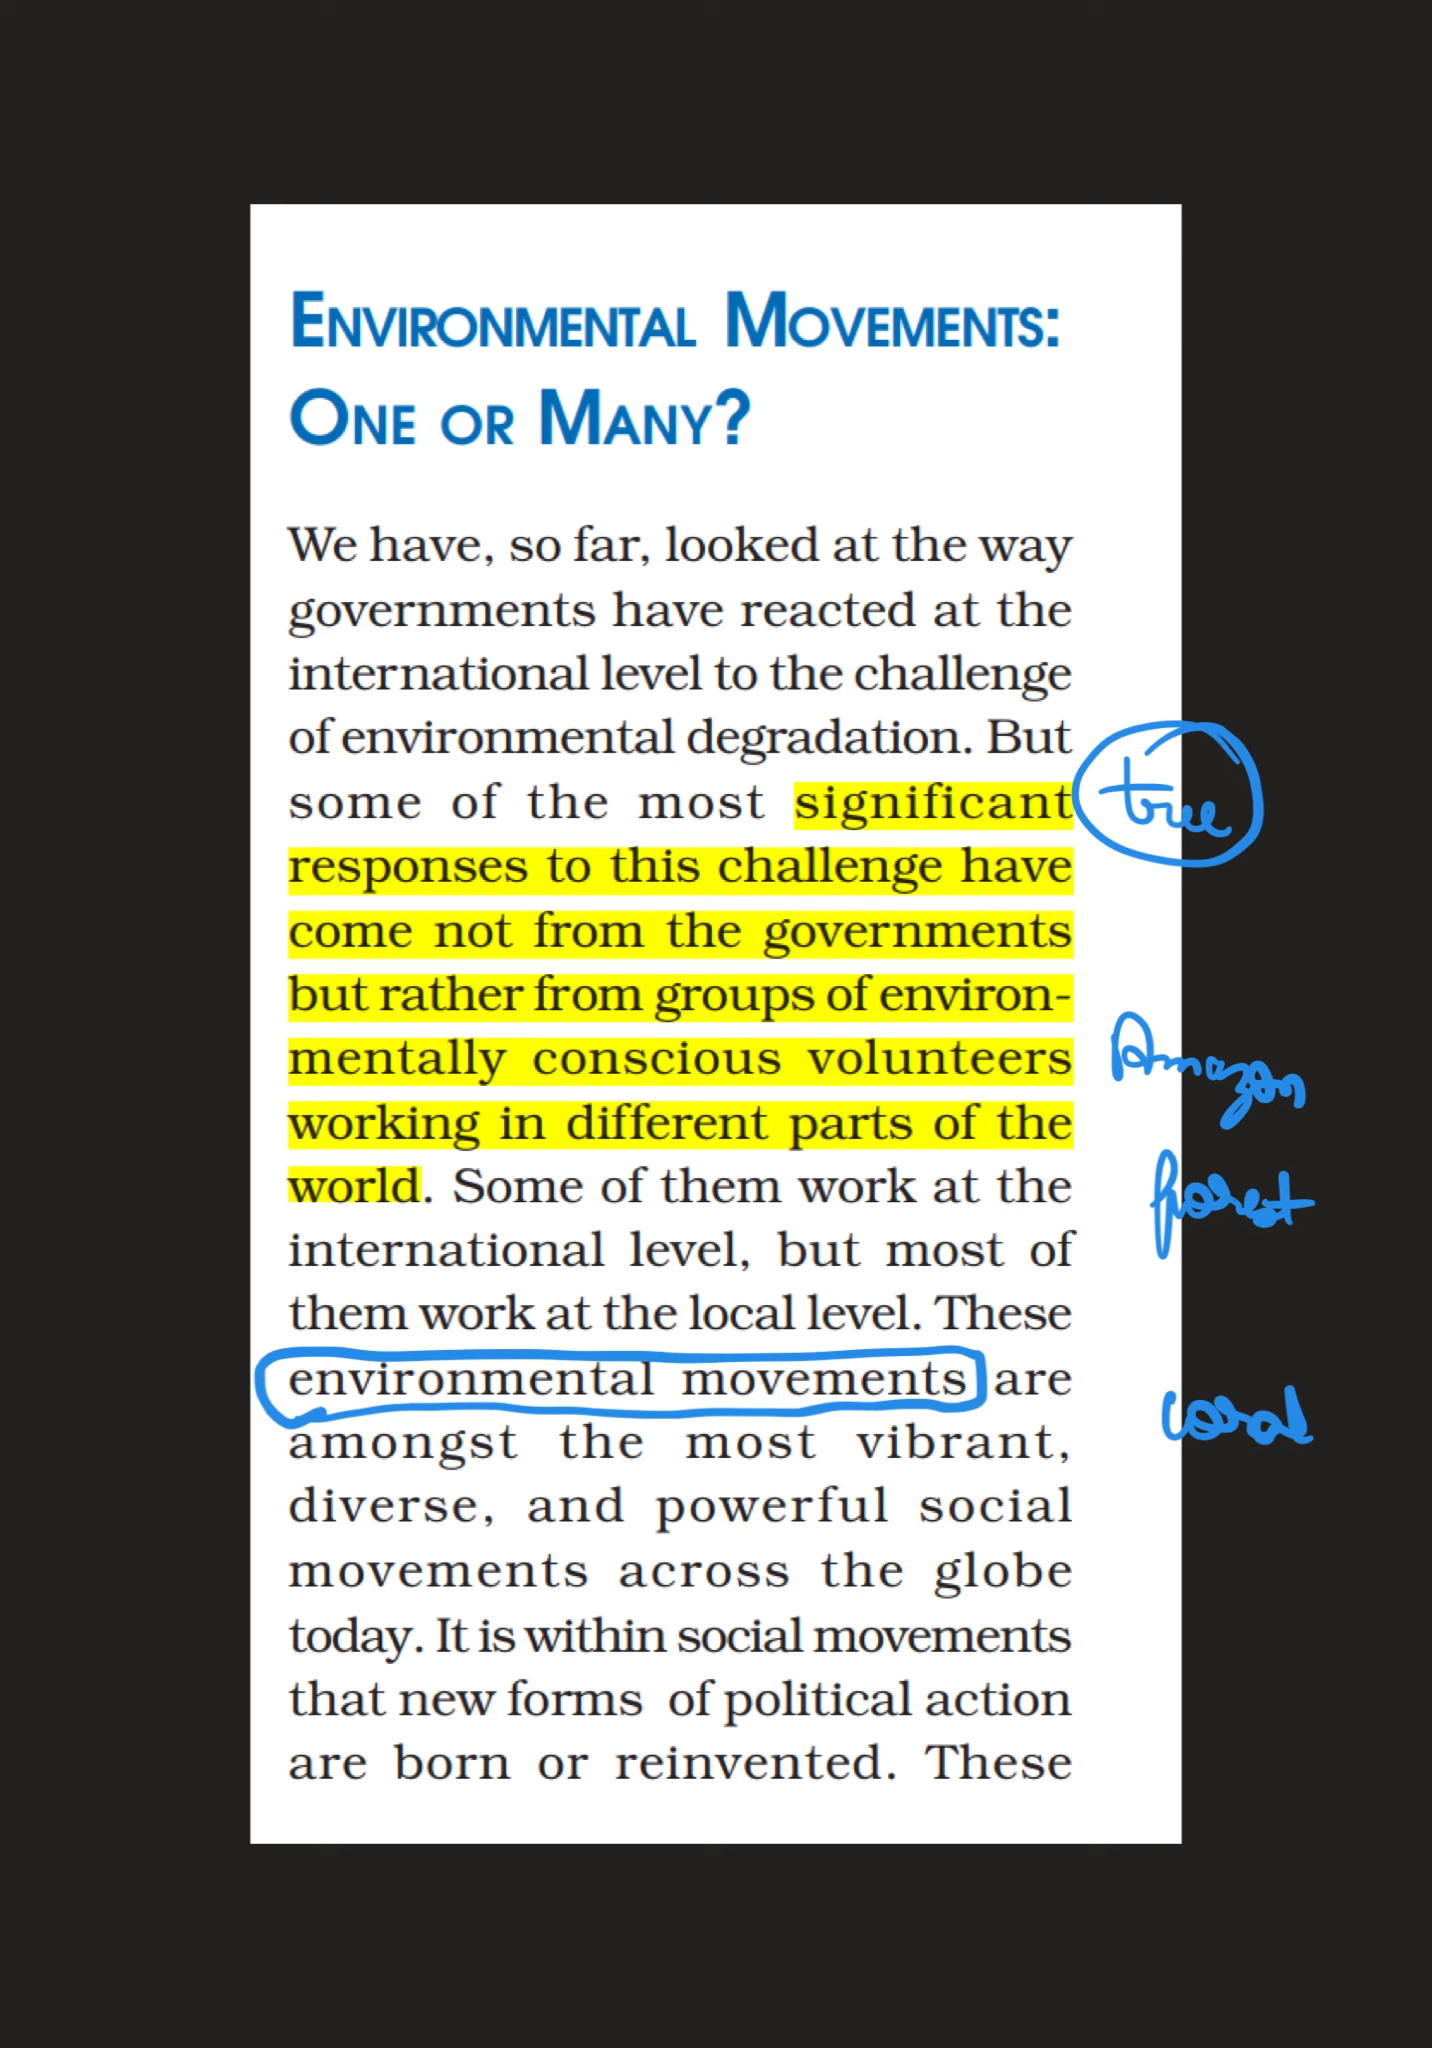 ENVIRONMENTAL MOVEMENTS:
ONE OR MANY?
We have, so far, looked at the way
governments have reacted at the
international level to the challenge
of environmental degradation. But
some of the most significant
responses to this challenge have
come not from the governments
but rather from groups of environ-
mentally conscious volunteers
working in different parts of the
world. Some of them work at the
international level, but most of
them work at the local level. These
environmental movements are
amongst the most vibrant,
diverse, and powerful social
movements across the globe
today. It is within social movements
that new forms of political action
are born or reinvented. These
Amazon
forest